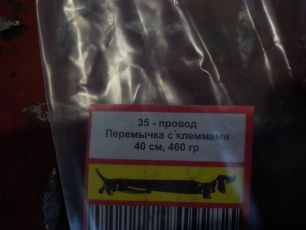 35 - провод
Перемычка с клеммами
40 см, 460 гр